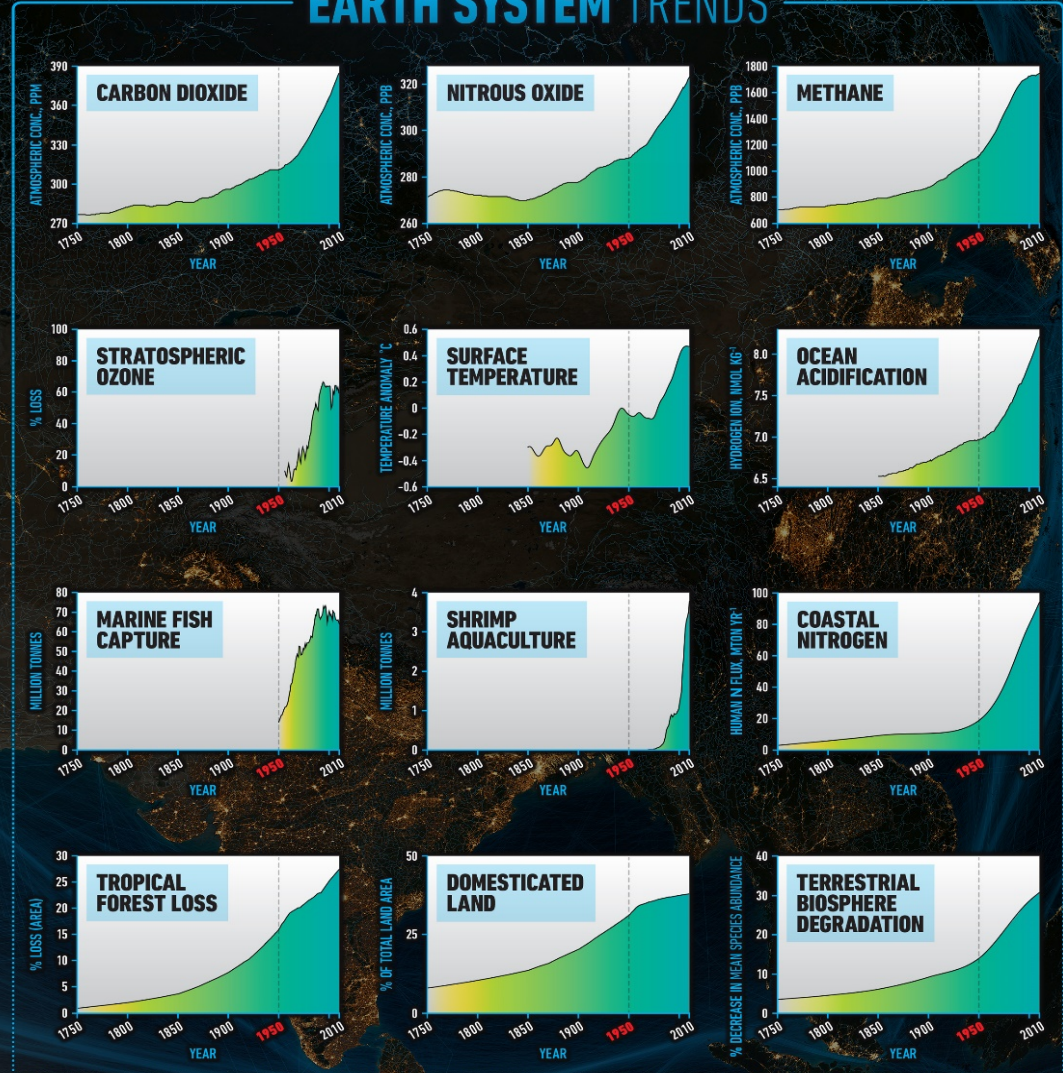 EARTH SYSTEM TRENDS
CARBON DIOXIDE
ATMOSPHERIC CONC., PPM
390
360
330
300
270
1750
1800
1850
1900
1950
2010
YEAR
NITROUS OXIDE
ATMOSPHERIC CONC., PPB
320
300
280
260
1750
1800
1850
1900
1950
2010
YEAR
METHANE
ATMOSPHERIC CONC., PPB
1800
1600
1400
1200
1000
800
600
1750
1800
1850
1900
1950
2010
YEAR
STRATOSPHERIC
OZONE
% LOSS
100
80
60
40
20
0
1750
1800
1850
1900
1950
2010
YEAR
SURFACE
TEMPERATURE
TEMPERATURE ANOMALY °C
0.6
0.4
0.2
0
–0.2
–0.4
–0.6
1750
1800
1850
1900
1950
2010
YEAR
OCEAN
ACIDIFICATION
HYDROGEN ION, NMOL KG⁻¹
8.0
7.5
7.0
6.5
1750
1800
1850
1900
1950
2010
YEAR
MARINE FISH
CAPTURE
MILLION TONNES
80
70
60
50
40
30
20
10
0
1750
1800
1850
1900
1950
2010
YEAR
SHRIMP
AQUACULTURE
MILLION TONNES
4
3
2
1
0
1750
1800
1850
1900
1950
2010
YEAR
COASTAL
NITROGEN
HUMAN N FLUX, MTON YR⁻¹
100
80
60
40
20
0
1750
1800
1850
1900
1950
2010
YEAR
TROPICAL
FOREST LOSS
% LOSS (AREA)
30
25
20
15
10
5
0
1750
1800
1850
1900
1950
2010
YEAR
DOMESTICATED
LAND
% OF TOTAL LAND AREA
50
25
0
1750
1800
1850
1900
1950
2010
YEAR
TERRESTRIAL
BIOSPHERE
DEGRADATION
% DECREASE IN MEAN SPECIES ABUNDANCE
40
30
20
10
0
1750
1800
1850
1900
1950
2010
YEAR